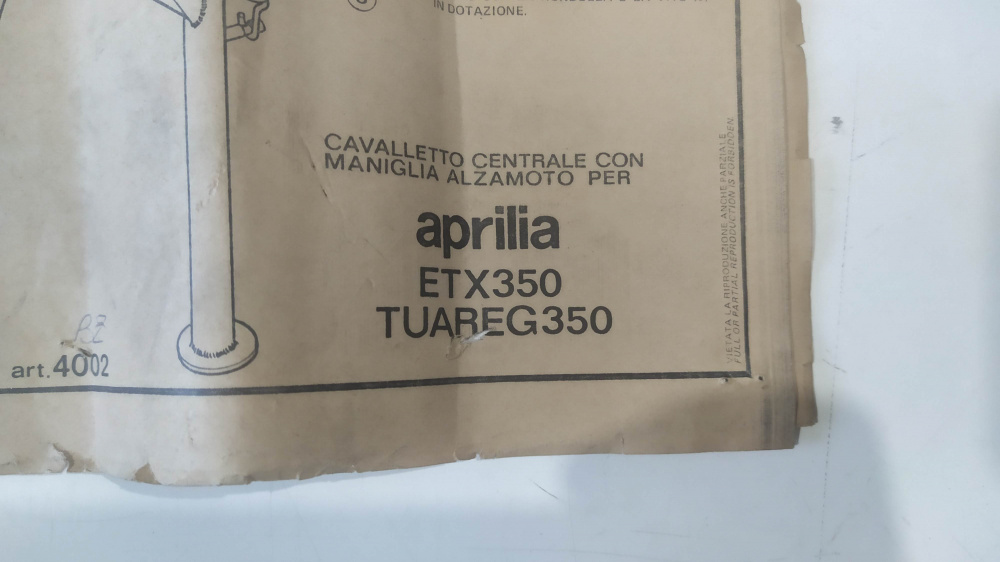 IN DOTAZIONE.
CAVALLETTO CENTRALE CON
MANIGLIA ALZAMOTO PER
aprilia
ETX350
TUAREG350
art.4002
VIETATA LA RIPRODUZIONE ANCHE PARZIALE
FULL OR PARTIAL REPRODUCTION IS FORBIDDEN